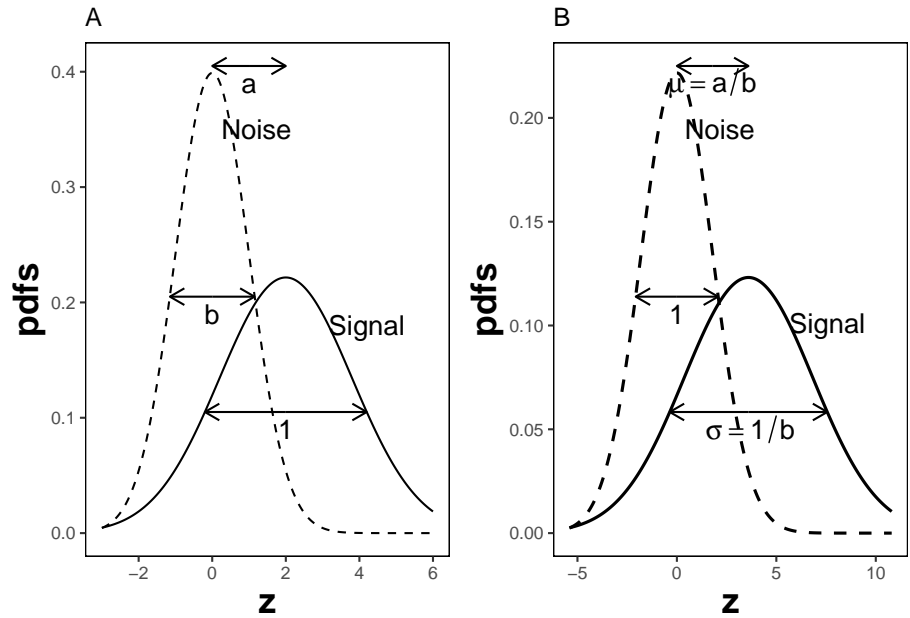 A
a
Noise
b
Signal
1
pdfs
0.4
0.3
0.2
0.1
0.0
−2 0 2 4 6
z
B
μ = a/b
Noise
1
Signal
σ = 1/b
pdfs
0.20
0.15
0.10
0.05
0.00
−5 0 5 10
z